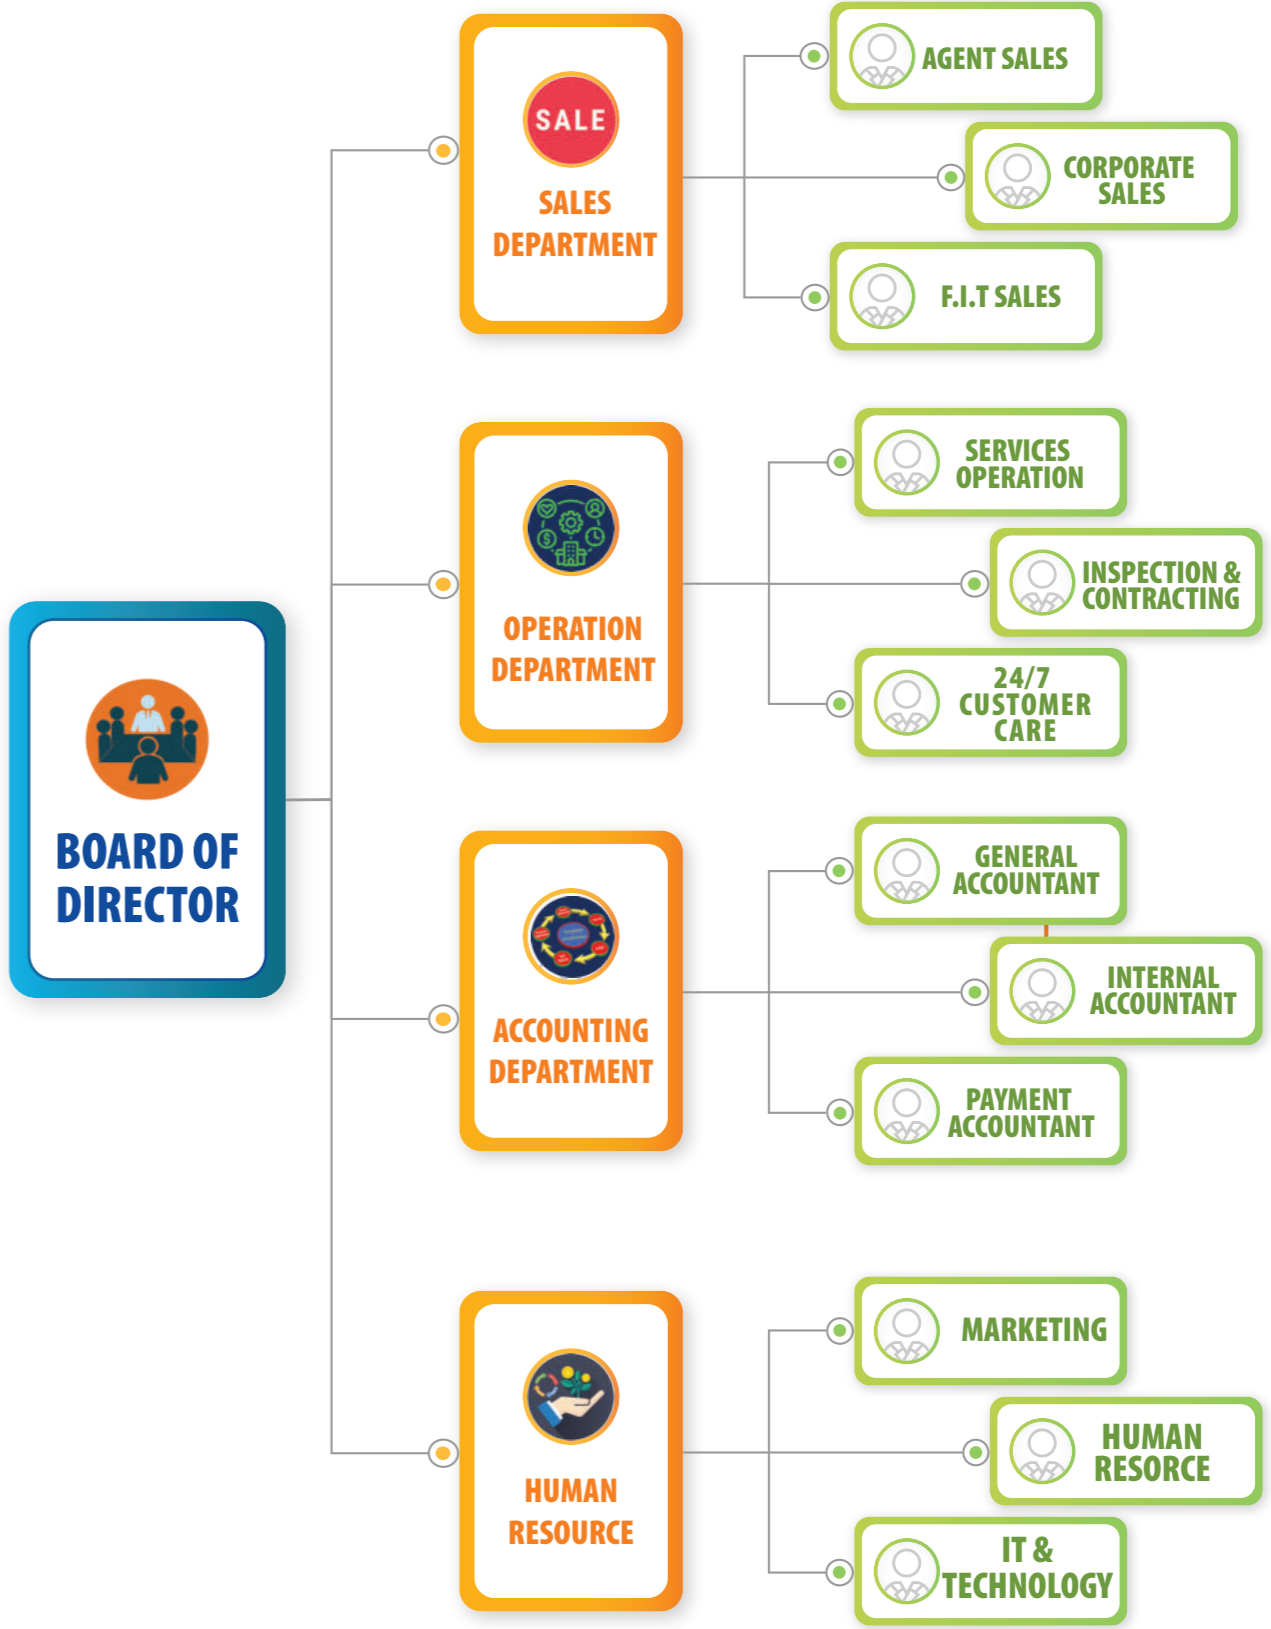 BOARD OF
DIRECTOR
SALE
SALES
DEPARTMENT
AGENT SALES
CORPORATE
SALES
F.I.T SALES
OPERATION
DEPARTMENT
SERVICES
OPERATION
INSPECTION &
CONTRACTING
24/7
CUSTOMER
CARE
ACCOUNTING
DEPARTMENT
GENERAL
ACCOUNTANT
INTERNAL
ACCOUNTANT
PAYMENT
ACCOUNTANT
HUMAN
RESOURCE
MARKETING
HUMAN
RESORCE
IT &
TECHNOLOGY